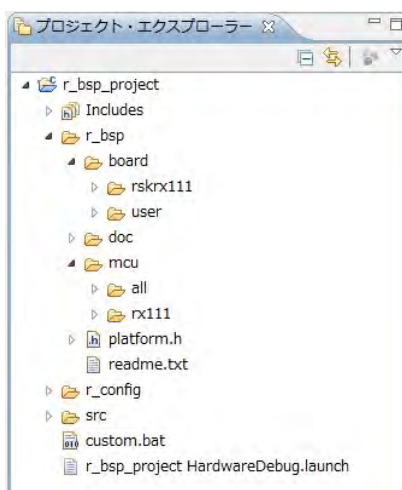 プロジェクト・エクスプローラー
r_bsp_project
Includes
r_bsp
board
rskrx111
user
doc
mcu
all
rx111
platform.h
readme.txt
r_config
src
custom.bat
r_bsp_project HardwareDebug.launch